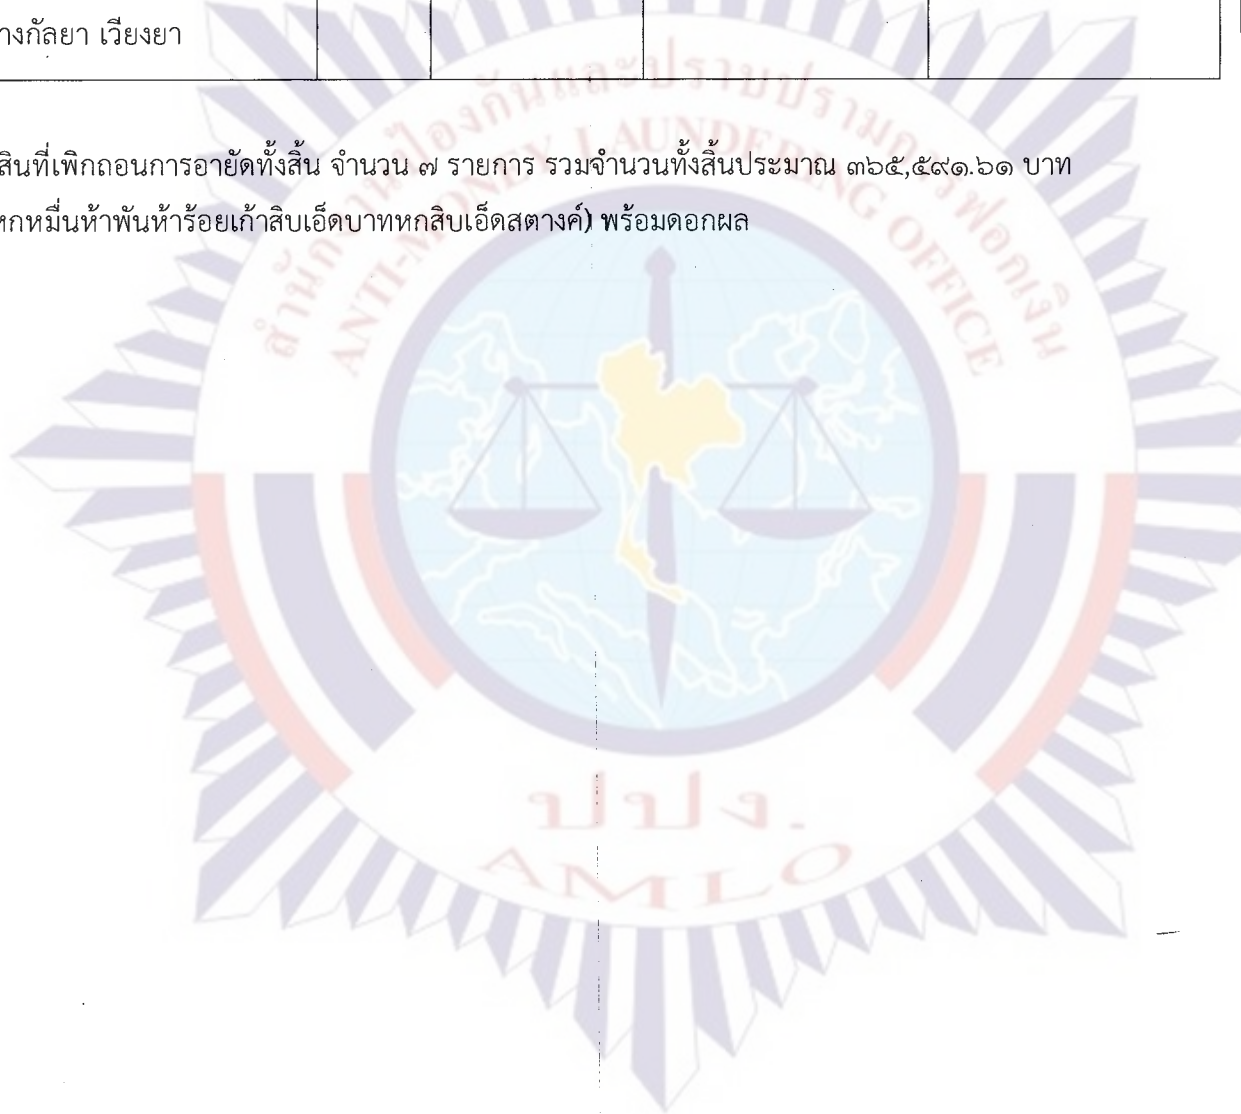 างกัลยา เวียงยา
สินที่เพิกถอนการอายัดทั้งสิ้น จำนวน ๗ รายการ รวมจำนวนทั้งสิ้นประมาณ ๓๖๕,๕๙๑.๖๑ บาท
หกหมื่นห้าพันห้าร้อยเก้าสิบเอ็ดบาทหกสิบเอ็ดสตางค์) พร้อมดอกผล
สำนักงานป้องกันและปราบปรามการฟอกเงิน
ANTI-MONEY LAUNDERING OFFICE
ปปง.
AMLO